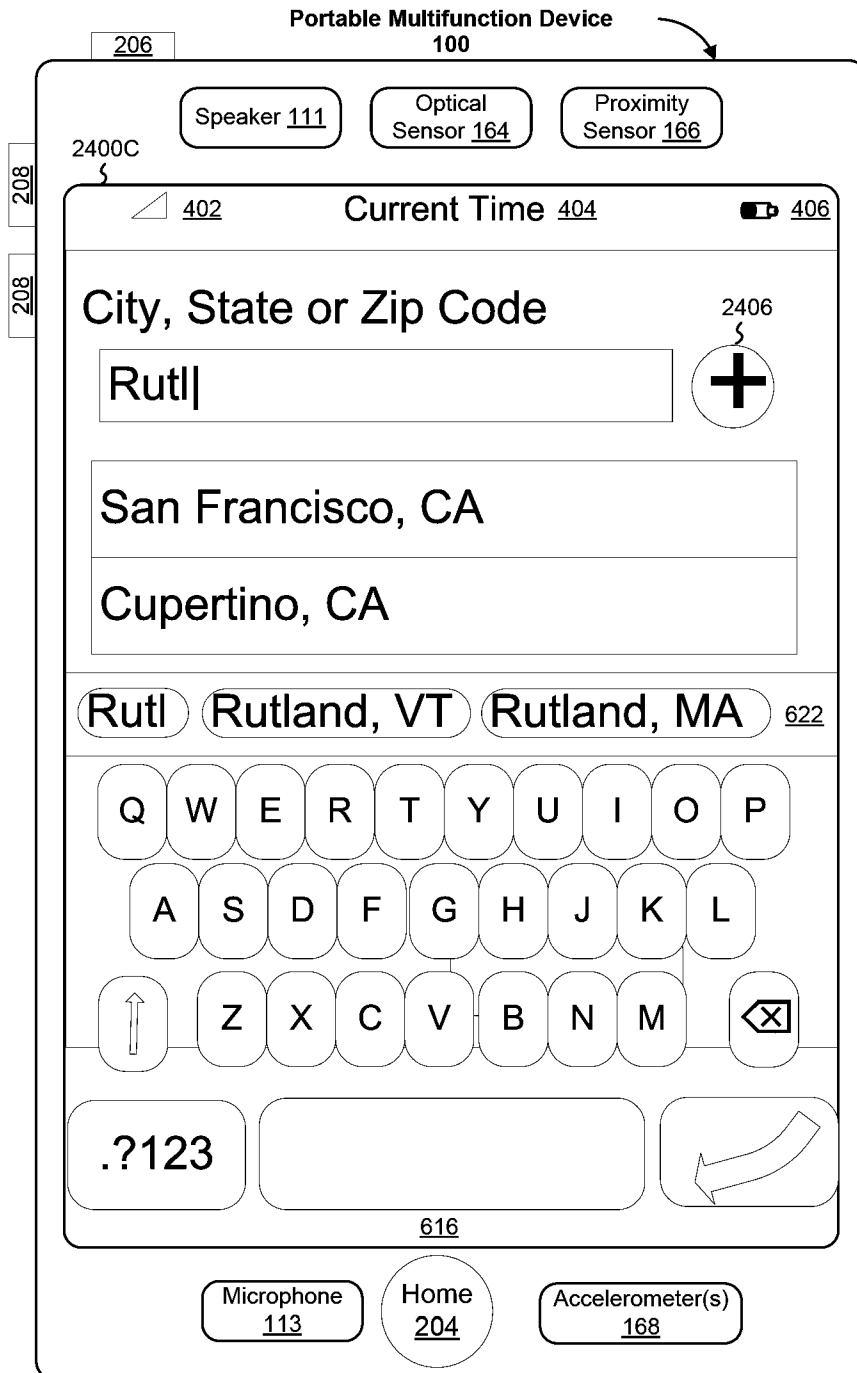 Portable Multifunction Device
100
206
Speaker 111
Optical
Sensor 164
Proximity
Sensor 166
2400C
208
208
402
Current Time 404
406
City, State or Zip Code
2406
Rutl
San Francisco, CA
Cupertino, CA
Rutl
Rutland, VT
Rutland, MA
622
Q W E R T Y U I O P
A S D F G H J K L
Z X C V B N M
.?123
616
Microphone
113
Home
204
Accelerometer(s)
168